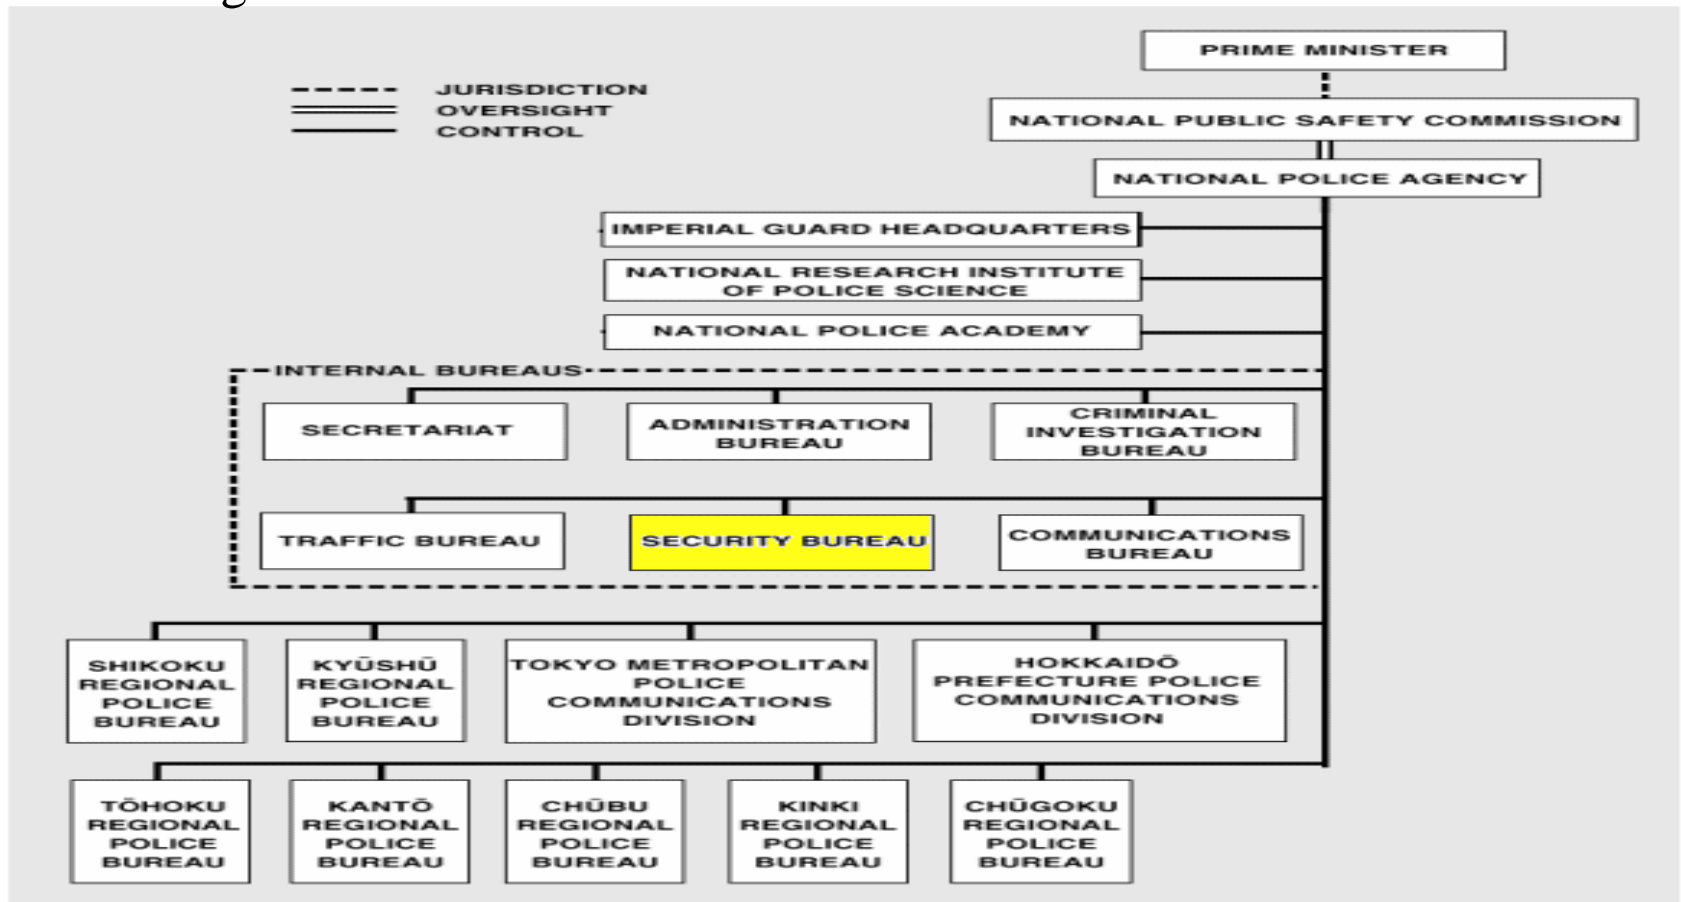 PRIME MINISTER
JURISDICTION
OVERSIGHT
CONTROL
NATIONAL PUBLIC SAFETY COMMISSION
NATIONAL POLICE AGENCY
IMPERIAL GUARD HEADQUARTERS
NATIONAL RESEARCH INSTITUTE
OF POLICE SCIENCE
NATIONAL POLICE ACADEMY
INTERNAL BUREAUS
SECRETARIAT
ADMINISTRATION
BUREAU
CRIMINAL
INVESTIGATION
BUREAU
TRAFFIC BUREAU
SECURITY BUREAU
COMMUNICATIONS
BUREAU
SHIKOKU
REGIONAL
POLICE
BUREAU
KYŪSHŪ
REGIONAL
POLICE
BUREAU
TOKYO METROPOLITAN
POLICE
COMMUNICATIONS
DIVISION
HOKKAIDŌ
PREFECTURE POLICE
COMMUNICATIONS
DIVISION
TŌHOKU
REGIONAL
POLICE
BUREAU
KANTŌ
REGIONAL
POLICE
BUREAU
CHŪBU
REGIONAL
POLICE
BUREAU
KINKI
REGIONAL
POLICE
BUREAU
CHŪGOKU
REGIONAL
POLICE
BUREAU